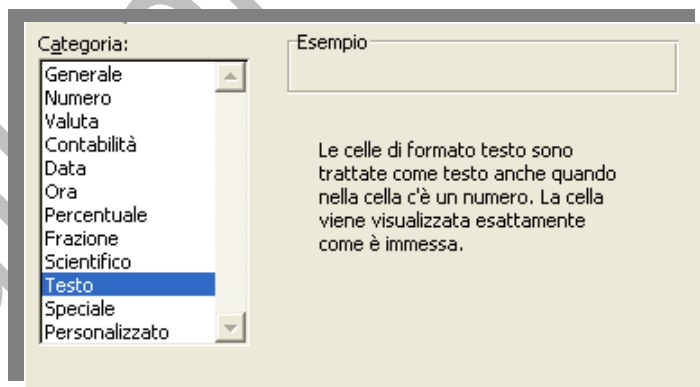 Categoria:
Generale
Numero
Valuta
Contabilità
Data
Ora
Percentuale
Frazione
Scientifico
Testo
Speciale
Personalizzato
Esempio
Le celle di formato testo sono
trattate come testo anche quando
nella cella c'è un numero. La cella
viene visualizzata esattamente
come è immessa.